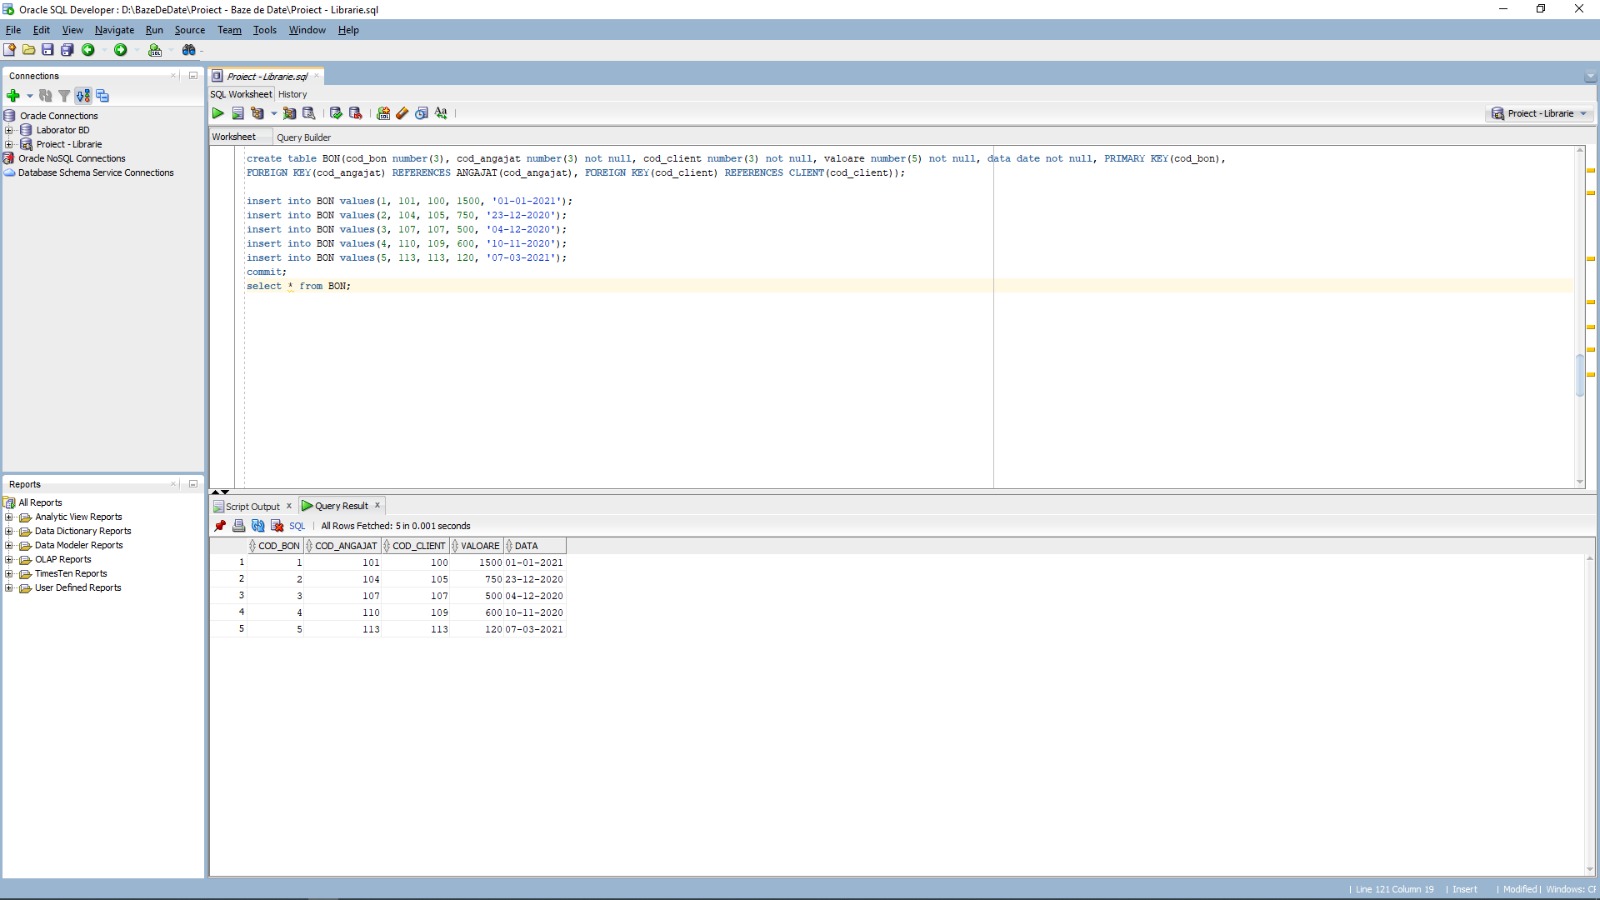 Oracle SQL Developer : D:\BazeDeDate\Proiect - Baze de Date\Proiect - Librarie.sql
File Edit View Navigate Run Source Team Tools Window Help
Connections
Oracle Connections
Laborator BD
Proiect - Librarie
Oracle NoSQL Connections
Database Schema Service Connections
Reports
All Reports
Analytic View Reports
Data Dictionary Reports
Data Modeler Reports
OLAP Reports
TimesTen Reports
User Defined Reports
Proiect - Librarie.sql
SQL Worksheet History
Proiect - Librarie
Worksheet Query Builder
create table BON(cod_bon number(3), cod_angajat number(3) not null, cod_client number(3) not null, valoare number(5) not null, data date not null, PRIMARY KEY(cod_bon),
FOREIGN KEY(cod_angajat) REFERENCES ANGAJAT(cod_angajat), FOREIGN KEY(cod_client) REFERENCES CLIENT(cod_client));
insert into BON values(1, 101, 100, 1500, '01-01-2021');
insert into BON values(2, 104, 105, 750, '23-12-2020');
insert into BON values(3, 107, 107, 500, '04-12-2020');
insert into BON values(4, 110, 109, 600, '10-11-2020');
insert into BON values(5, 113, 113, 120, '07-03-2021');
commit;
select * from BON;
Script Output x Query Result x
SQL | All Rows Fetched: 5 in 0.001 seconds
COD_BON COD_ANGAJAT COD_CLIENT VALOARE DATA
1 1 101 100 1500 01-01-2021
2 2 104 105 750 23-12-2020
3 3 107 107 500 04-12-2020
4 4 110 109 600 10-11-2020
5 5 113 113 120 07-03-2021
| Line 121 Column 19 | Insert | Modified | Windows: CF